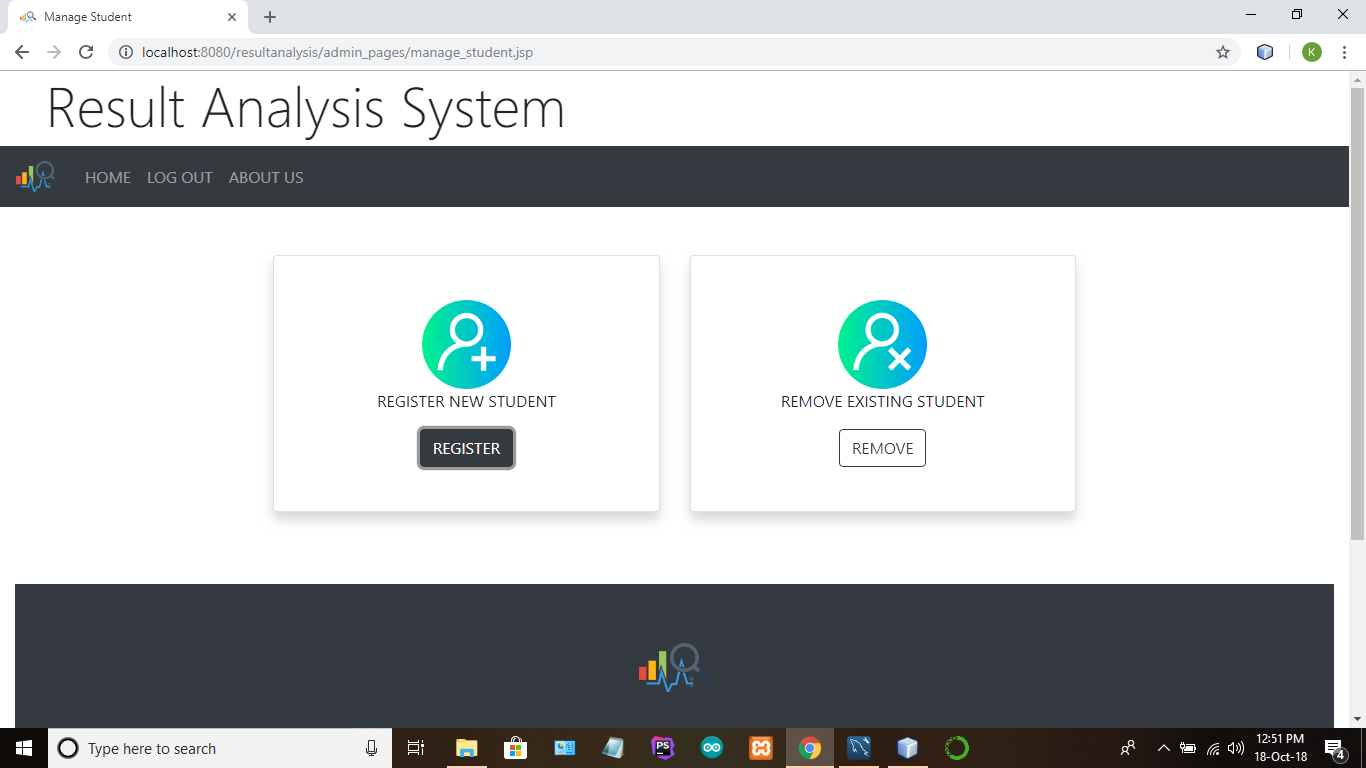 Manage Student
localhost:8080/resultanalysis/admin_pages/manage_student.jsp
K
Result Analysis System
HOME LOG OUT ABOUT US
REGISTER NEW STUDENT
REGISTER
REMOVE EXISTING STUDENT
REMOVE
Type here to search
PS
12:51 PM
18-Oct-18
4